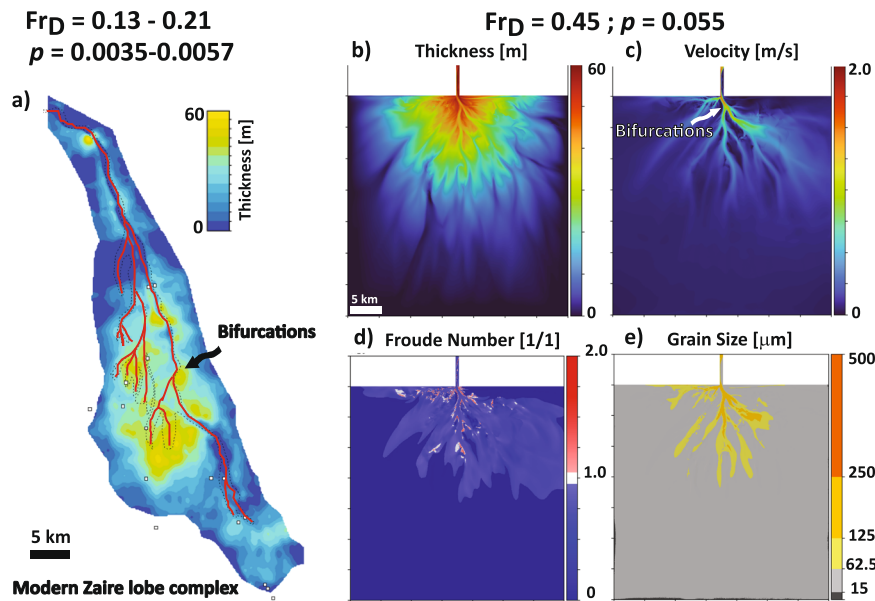 FrD = 0.13 - 0.21
p = 0.0035-0.0057
FrD = 0.45 ; p = 0.055
a)
60
0
Thickness [m]
Bifurcations
5 km
Modern Zaire lobe complex
b)
Thickness [m]
60
0
5 km
c)
Velocity [m/s]
2.0
0
Bifurcations
d)
Froude Number [1/1]
2.0
1.0
0
e)
Grain Size [μm]
500
250
125
62.5
15